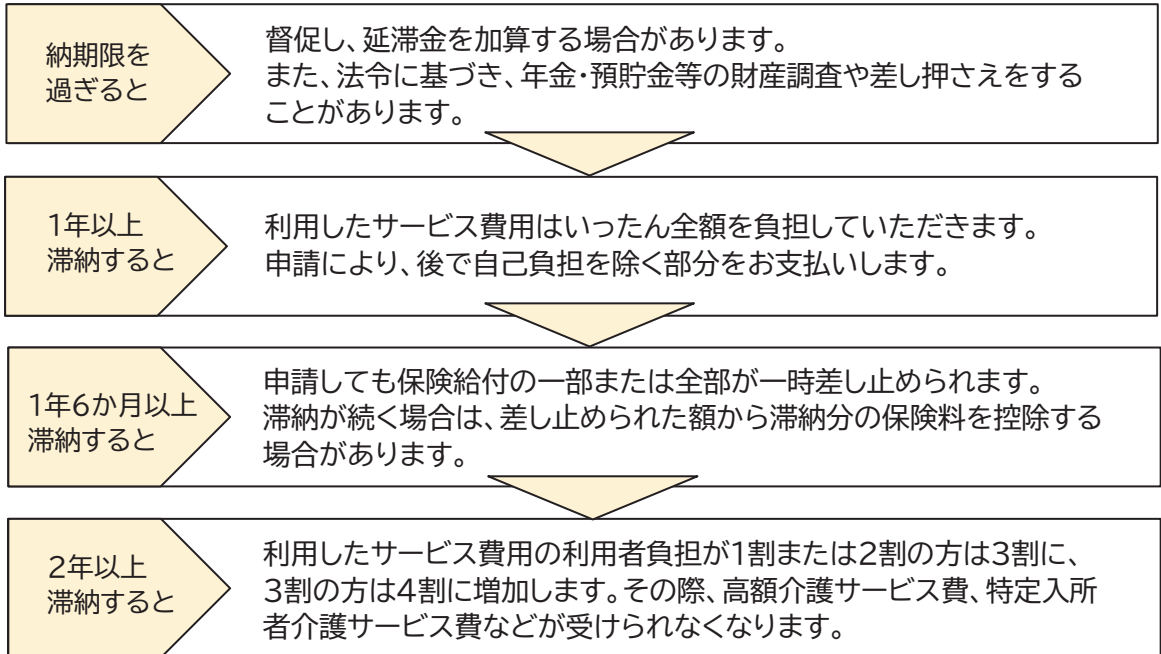 納期限を
過ぎると
督促し、延滞金を加算する場合があります。
また、法令に基づき、年金・預貯金等の財産調査や差し押さえをする
ことがあります。
1年以上
滞納すると
利用したサービス費用はいったん全額を負担していただきます。
申請により、後で自己負担を除く部分をお支払いします。
1年6か月以上
滞納すると
申請しても保険給付の一部または全部が一時差し止められます。
滞納が続く場合は、差し止められた額から滞納分の保険料を控除する
場合があります。
2年以上
滞納すると
利用したサービス費用の利用者負担が1割または2割の方は3割に、
3割の方は4割に増加します。その際、高額介護サービス費、特定入所
者介護サービス費などが受けられなくなります。